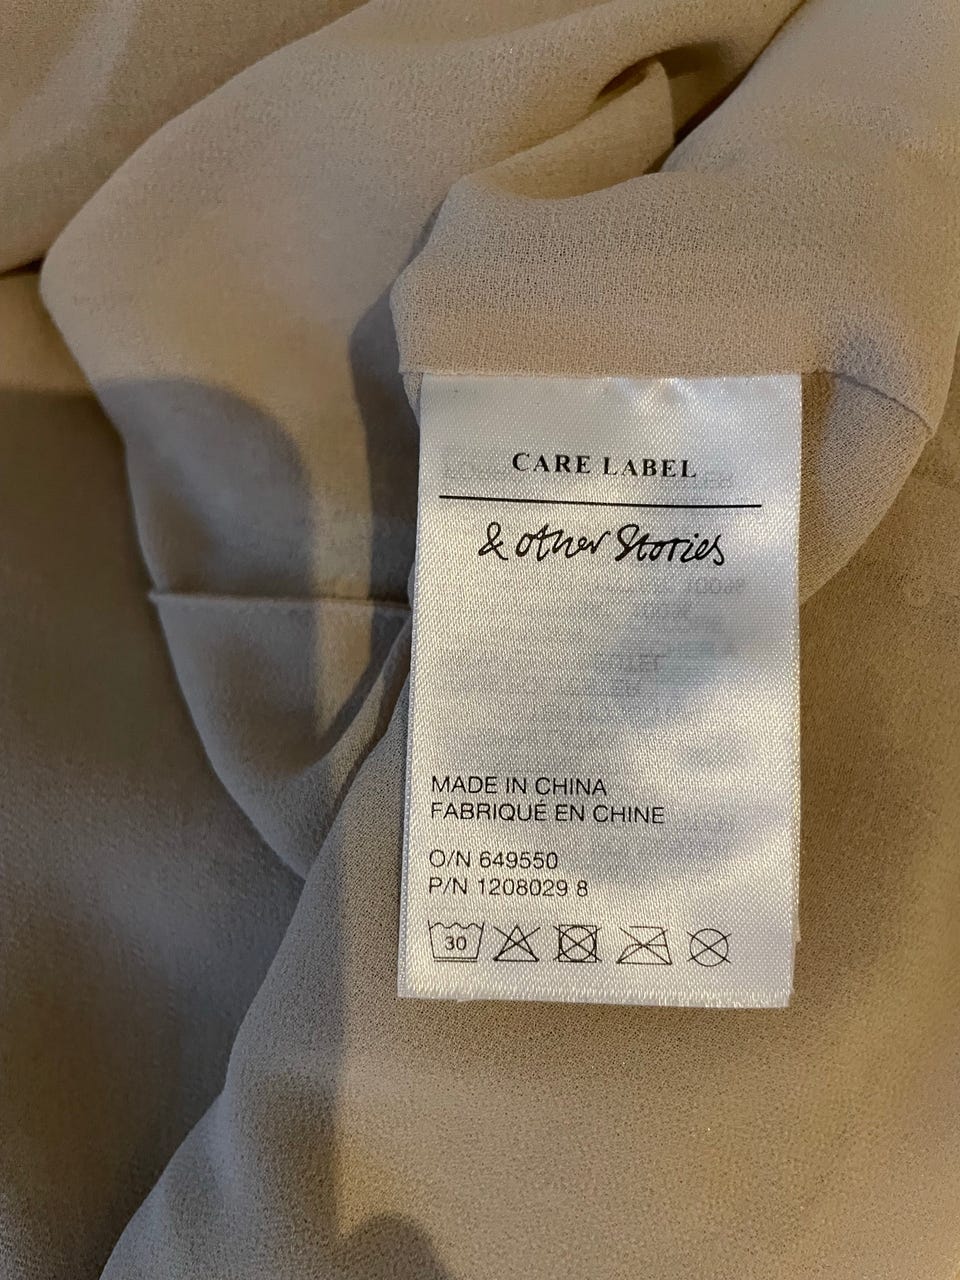 CARE LABEL
& other Stories
MADE IN CHINA
FABRIQUÉ EN CHINE
O/N 649550
P/N 1208029 8
30